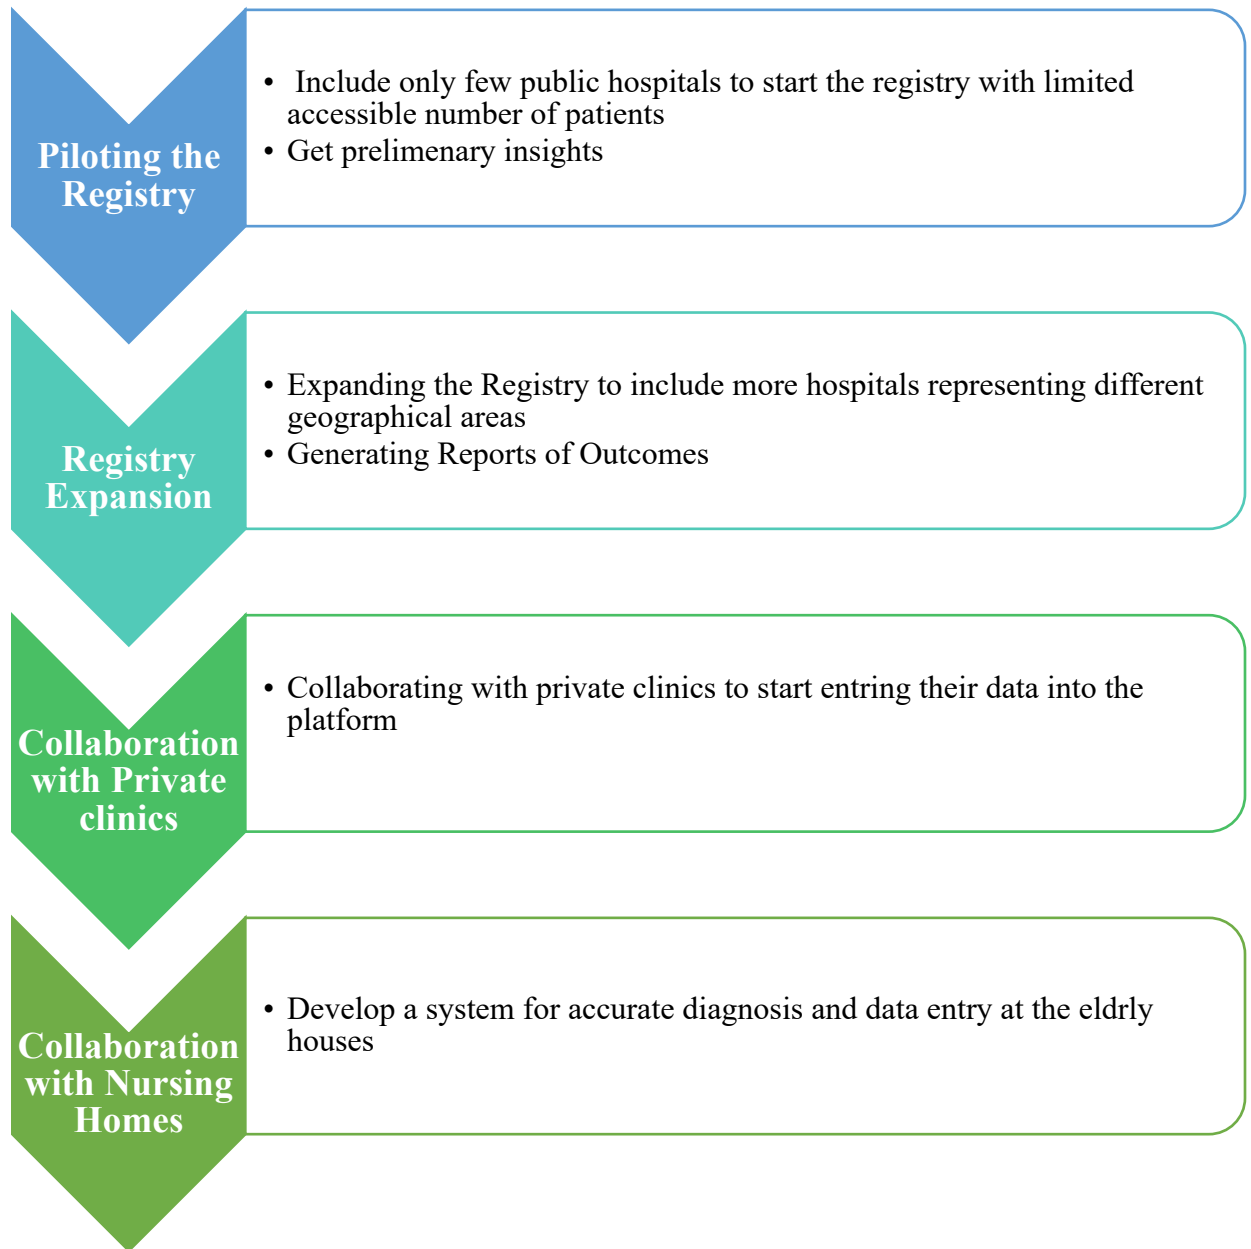 Piloting the
Registry
• Include only few public hospitals to start the registry with limited
accessible number of patients
• Get prelimenary insights
Registry
Expansion
• Expanding the Registry to include more hospitals representing different
geographical areas
• Generating Reports of Outcomes
Collaboration
with Private
clinics
• Collaborating with private clinics to start entring their data into the
platform
Collaboration
with Nursing
Homes
• Develop a system for accurate diagnosis and data entry at the eldrly
houses